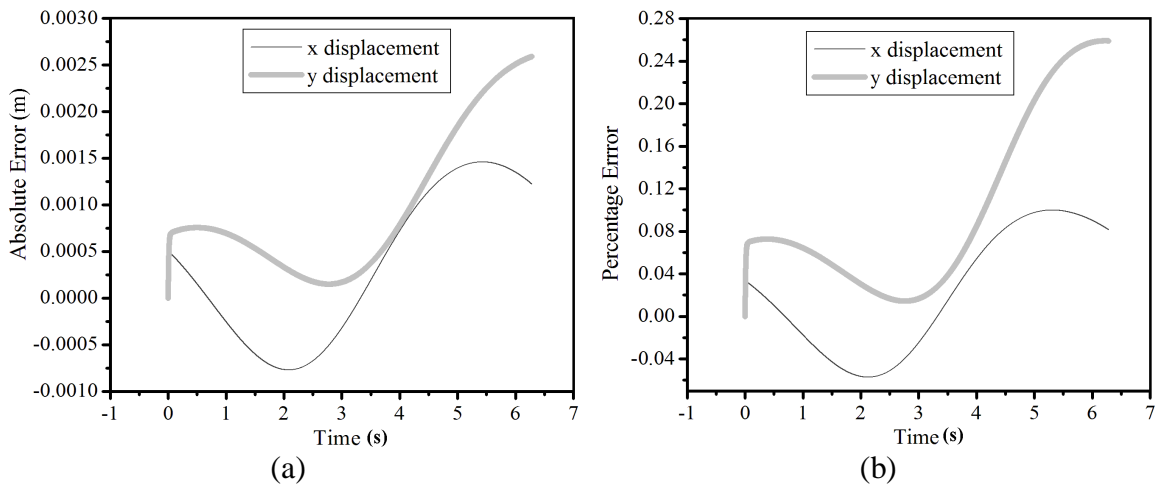 0.0030
0.0025
0.0020
0.0015
0.0010
0.0005
0.0000
-0.0005
-0.0010
Absolute Error (m)
x displacement
y displacement
-1 0 1 2 3 4 5 6 7
Time (s)
(a)
0.28
0.24
0.20
0.16
0.12
0.08
0.04
0.00
-0.04
Percentage Error
x displacement
y displacement
-1 0 1 2 3 4 5 6 7
Time (s)
(b)